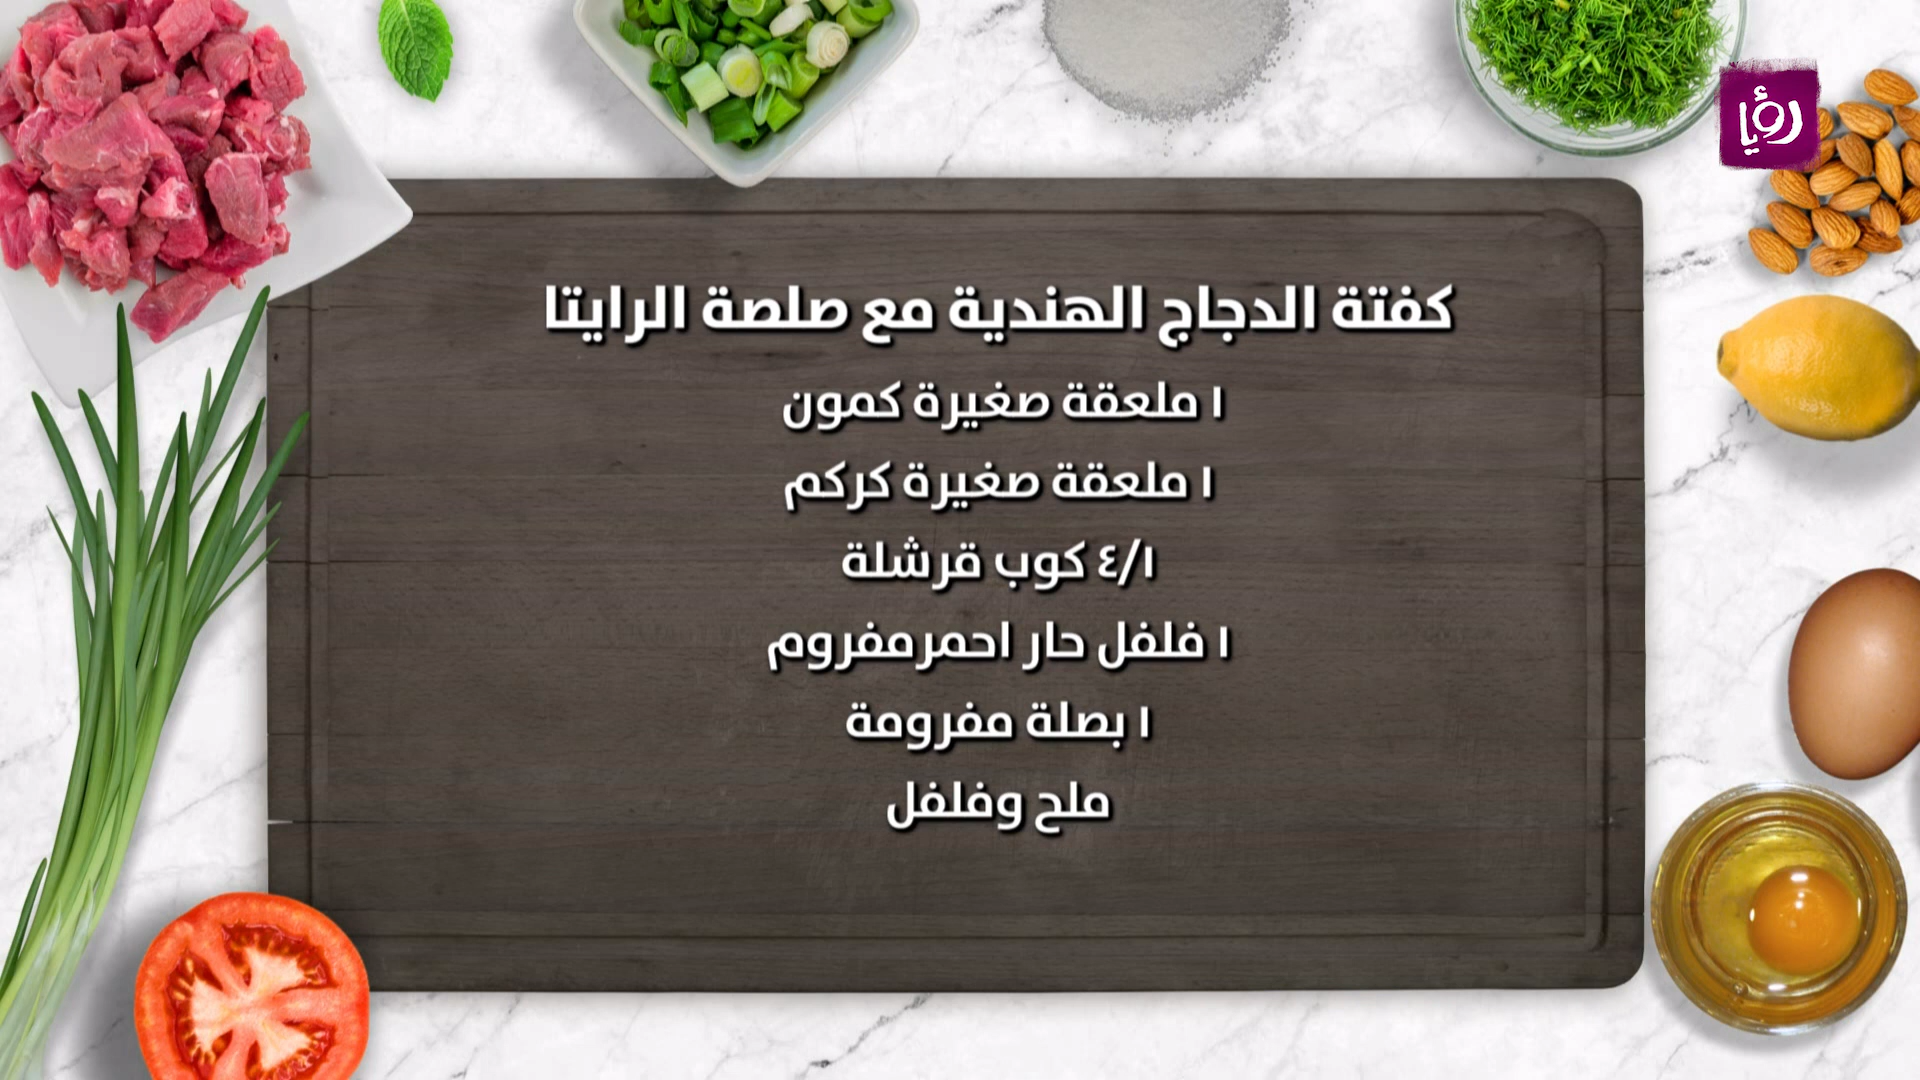 رؤيا
كفتة الدجاج الهندية مع صلصة الرايتا
١ ملعقة صغيرة كمون
١ ملعقة صغيرة كركم
٤/١ كوب قرشلة
١ فلفل حار احمرمفروم
١ بصلة مفرومة
ملح وفلفل